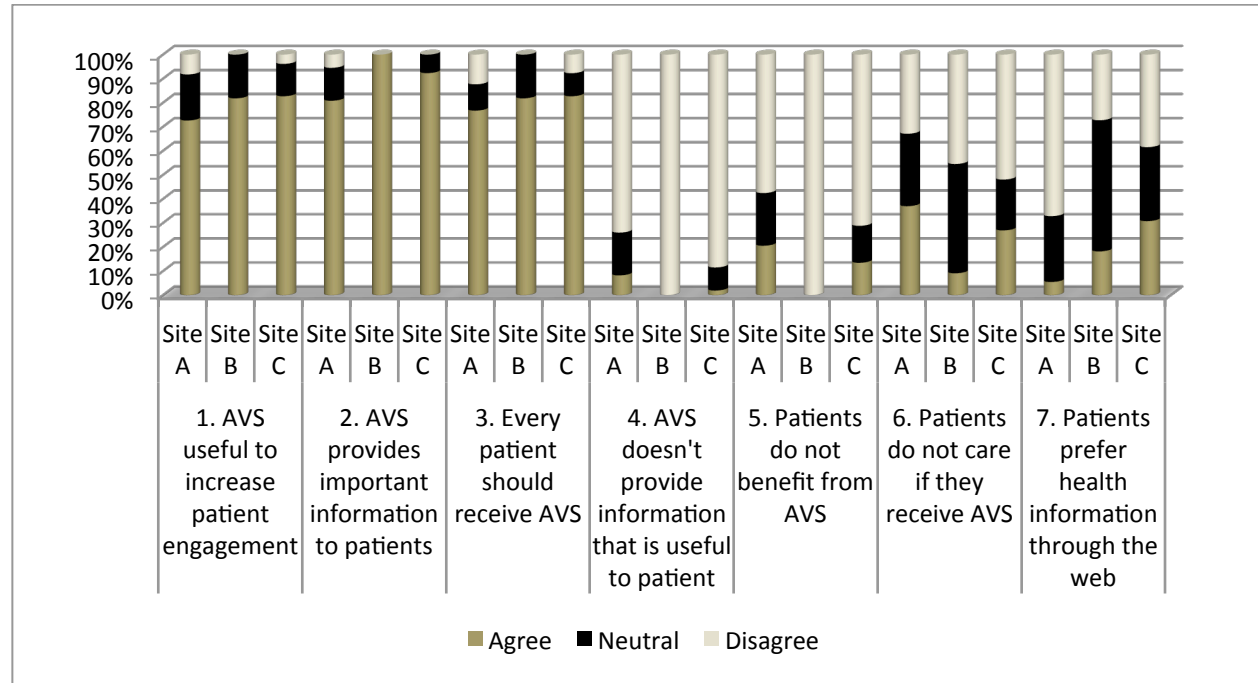 100%
90%
80%
70%
60%
50%
40%
30%
20%
10%
0%
Site Site Site Site Site Site Site Site Site Site Site Site Site Site Site Site Site Site Site Site Site
A B C A B C A B C A B C A B C A B C A B C
1. AVS
useful to
increase
patient
engagement
2. AVS
provides
important
information
to patients
3. Every
patient
should
receive AVS
4. AVS
doesn't
provide
information
that is useful
to patient
5. Patients
do not
benefit from
AVS
6. Patients
do not care
if they
receive AVS
7. Patients
prefer
health
information
through the
web
Agree Neutral Disagree